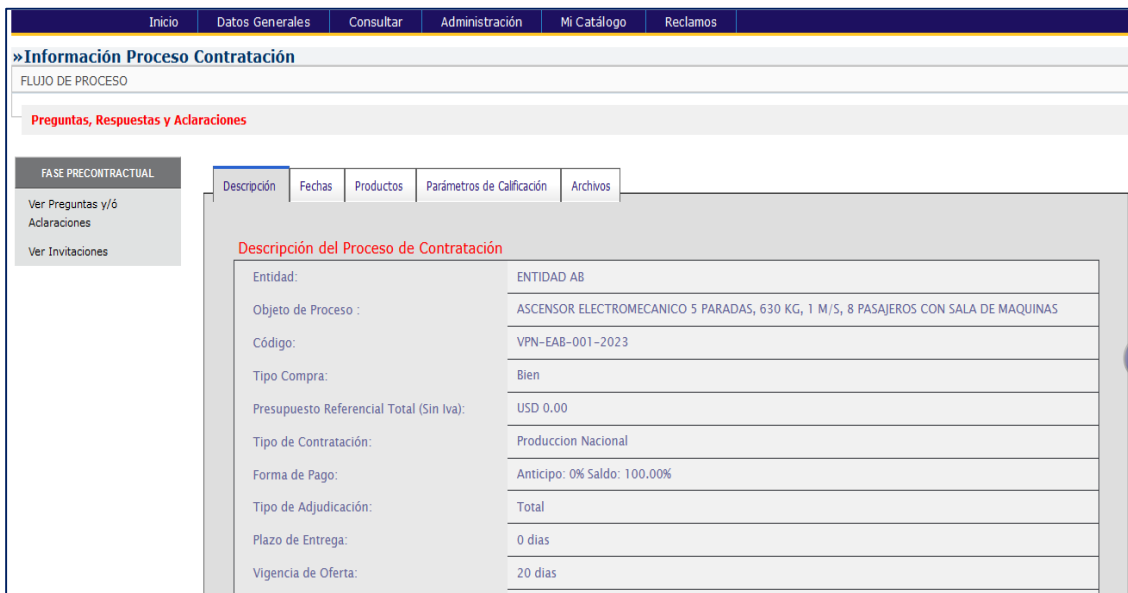 Inicio Datos Generales Consultar Administración Mi Catálogo Reclamos
»Información Proceso Contratación
FLUJO DE PROCESO
Preguntas, Respuestas y Aclaraciones
FASE PRECONTRACTUAL
Ver Preguntas y/ó
Aclaraciones
Ver Invitaciones
Descripción Fechas Productos Parámetros de Calificación Archivos
Descripción del Proceso de Contratación
Entidad: ENTIDAD AB
Objeto de Proceso : ASCENSOR ELECTROMECANICO 5 PARADAS, 630 KG, 1 M/S, 8 PASAJEROS CON SALA DE MAQUINAS
Código: VPN-EAB-001-2023
Tipo Compra: Bien
Presupuesto Referencial Total (Sin Iva): USD 0.00
Tipo de Contratación: Produccion Nacional
Forma de Pago: Anticipo: 0% Saldo: 100.00%
Tipo de Adjudicación: Total
Plazo de Entrega: 0 dias
Vigencia de Oferta: 20 dias